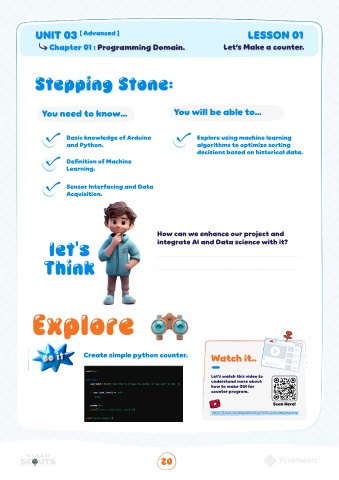 UNIT 03 [ Advanced ]
LESSON 01
Chapter 01 : Programming Domain.
Let's Make a counter.
Stepping Stone:
You need to know...
You will be able to...
Basic knowledge of Arduino
and Python.
Explore using machine learning
algorithms to optimize sorting
decisions based on historical data.
Definition of Machine
Learning.
Sensor Interfacing and Data
Acquisition.
let's
Think
How can we enhance our project and
integrate AI and Data science with it?
Explore
DO IT
Create simple python counter.
Watch it..
Let's watch this video to
understand more about
how to make GUI for
counter program.
Scan Here!
SCOUTS
20
Pyramakerz